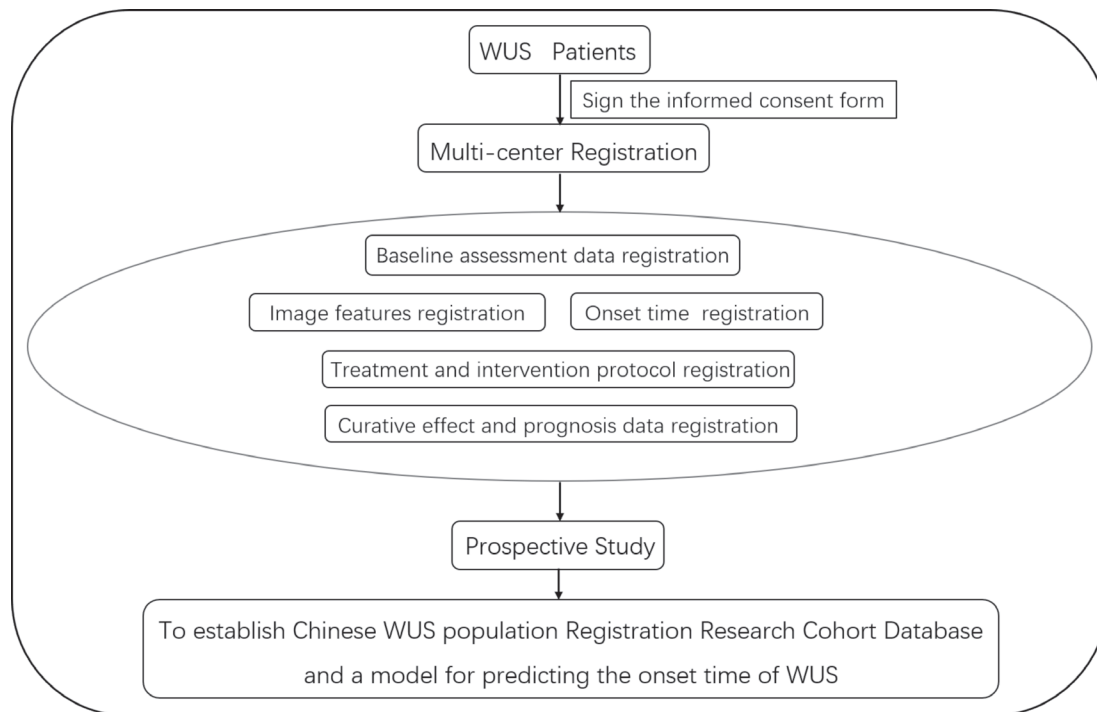 WUS Patients
Sign the informed consent form
Multi-center Registration
Baseline assessment data registration
Image features registration
Onset time registration
Treatment and intervention protocol registration
Curative effect and prognosis data registration
Prospective Study
To establish Chinese WUS population Registration Research Cohort Database
and a model for predicting the onset time of WUS